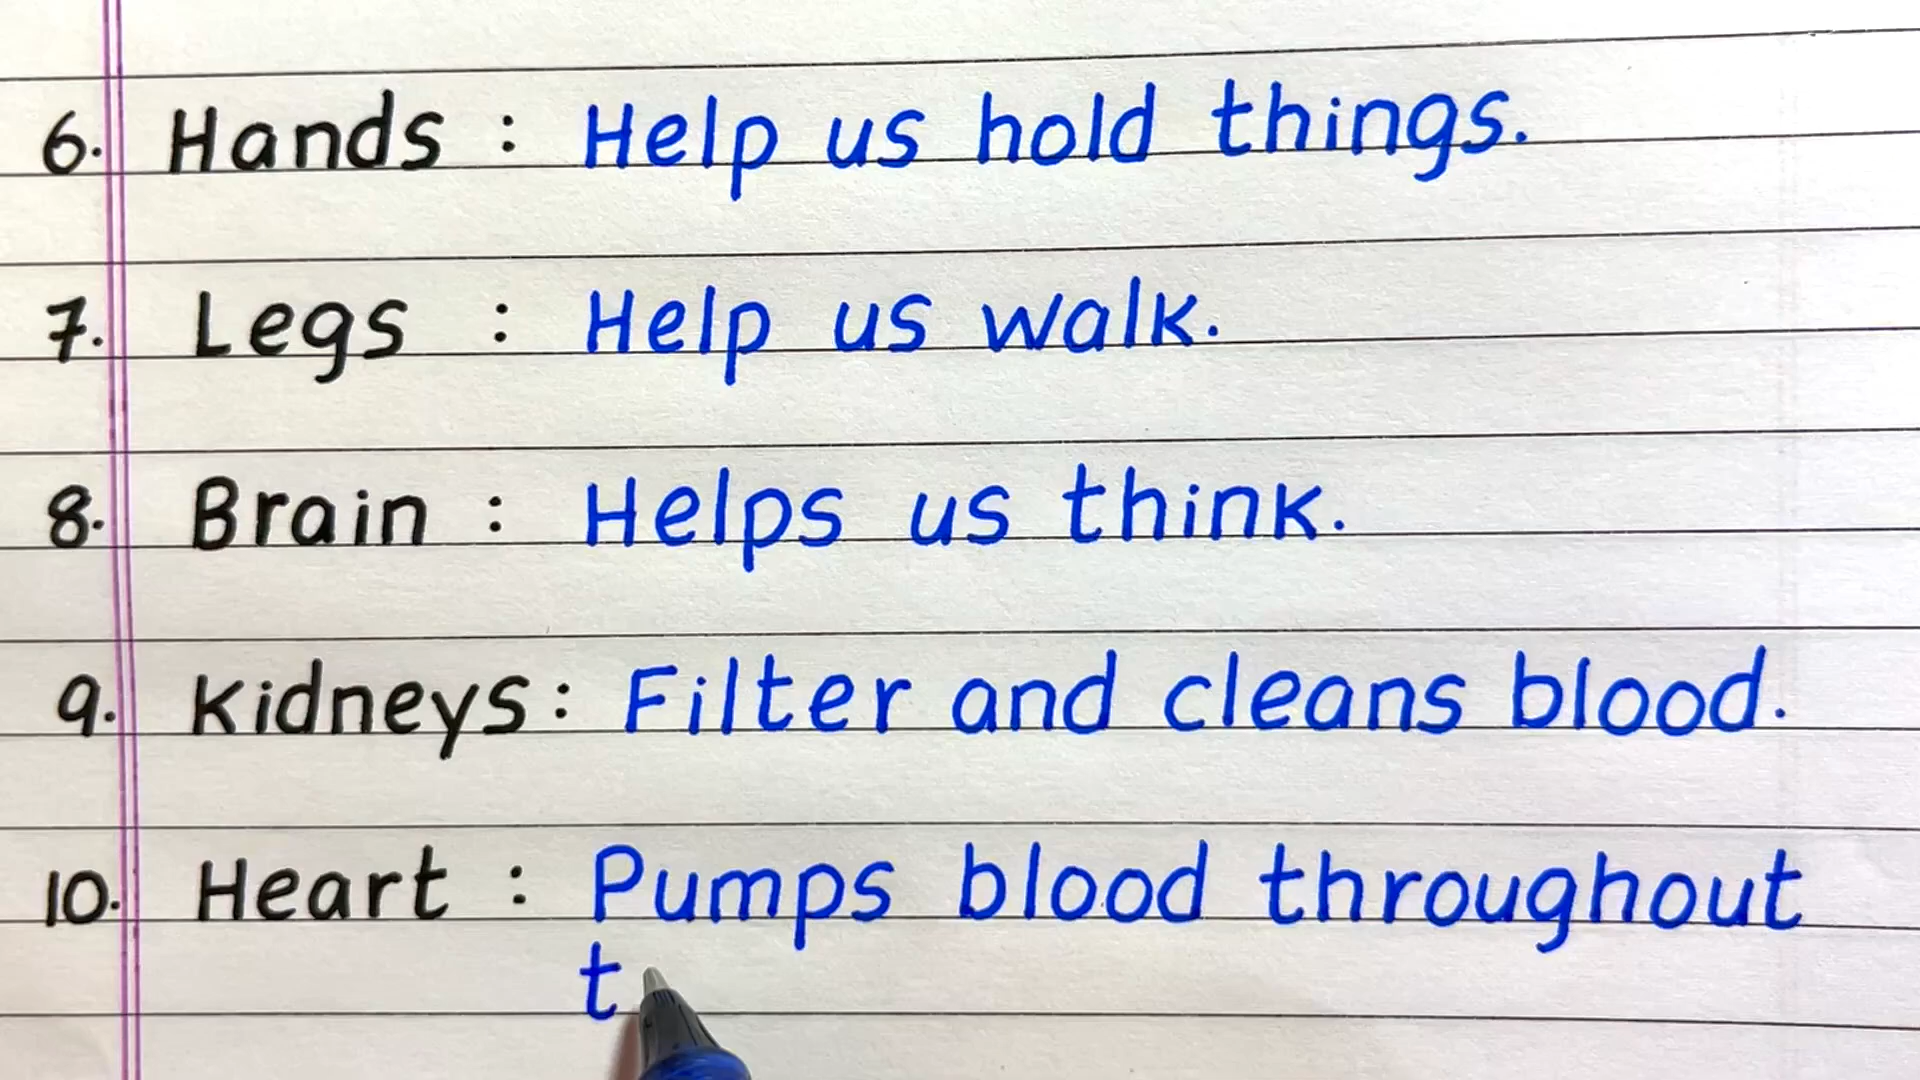 6. Hands : Help us hold things.
7. Legs : Help us walk.
8. Brain : Helps us think.
9. Kidneys : Filter and cleans blood.
10. Heart : Pumps blood throughout
t